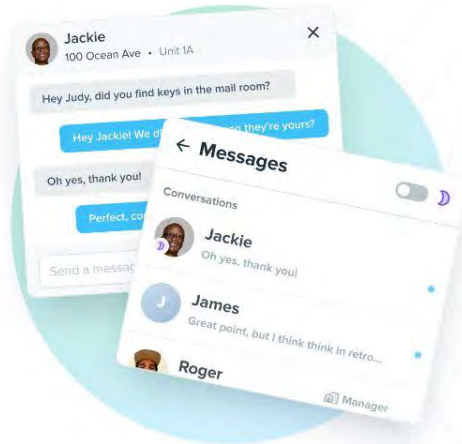 Jackie
100 Ocean Ave • Unit 1A
Hey Judy, did you find keys in the mail room?
Hey Jackie! We they're yours?
Oh yes, thank you!
Perfect,
Send a
← Messages
Conversations
Jackie
Oh yes, thank you!
J
James
Great point, but I think think in retro...
Roger
Manager